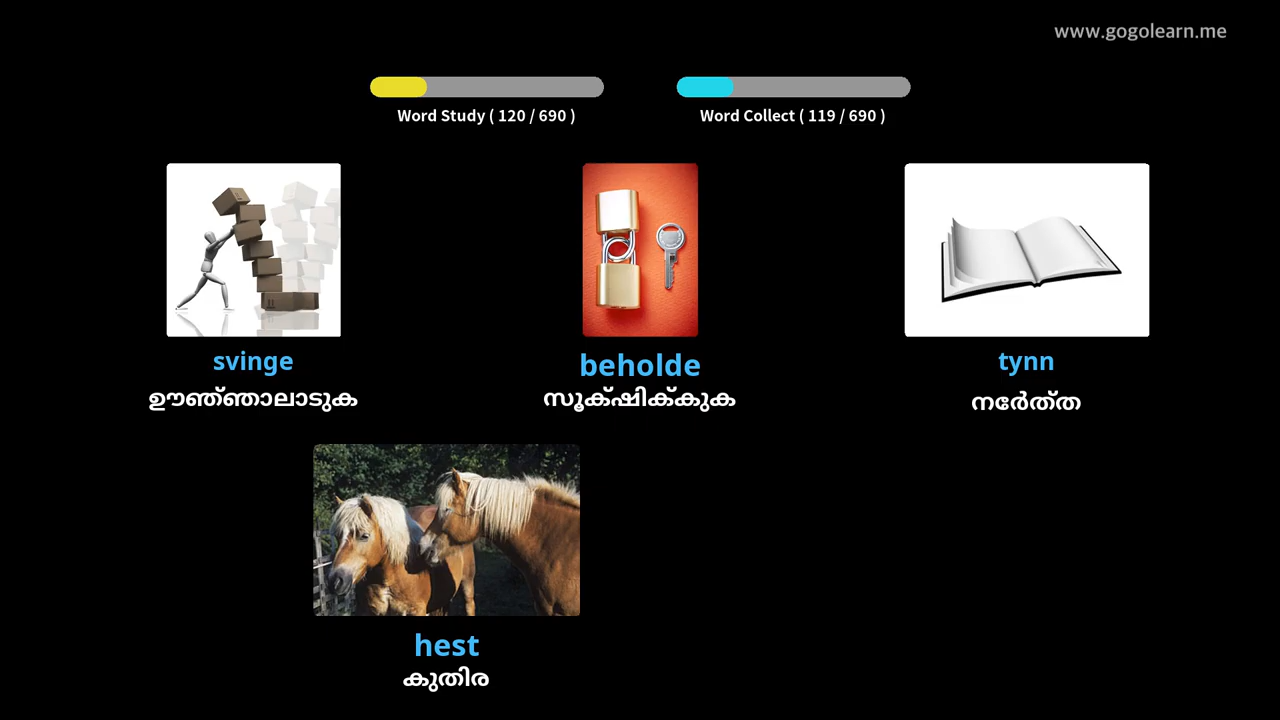 www.gogolearn.me
Word Study ( 120 / 690 )
Word Collect ( 119 / 690 )
svinge
ഊഞ്ഞാലാടുക
beholde
സൂക്ഷിക്കുക
tynn
നേർത്ത
hest
കുതിര